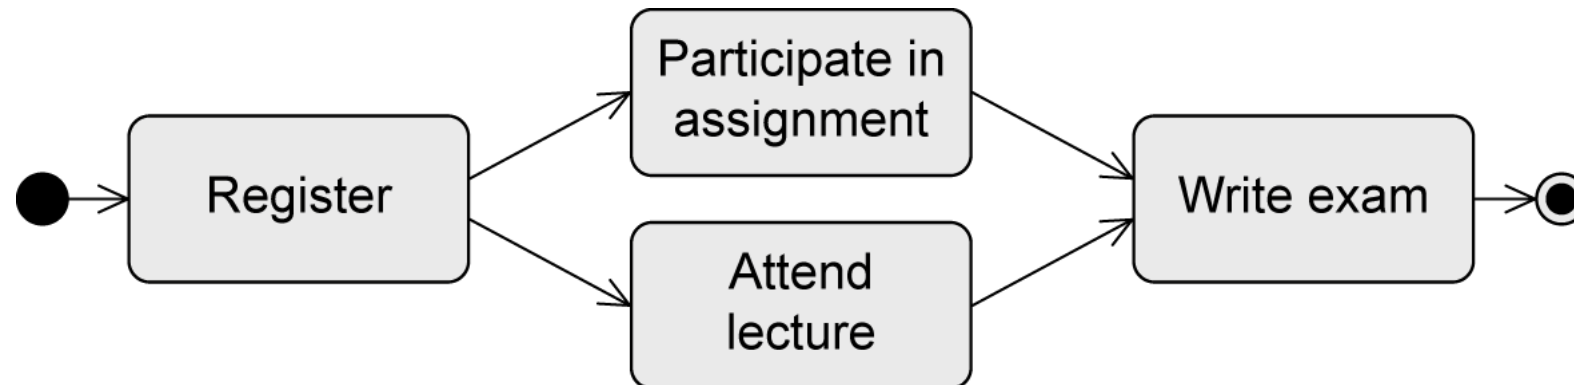 Register
Participate in
assignment
Attend
lecture
Write exam